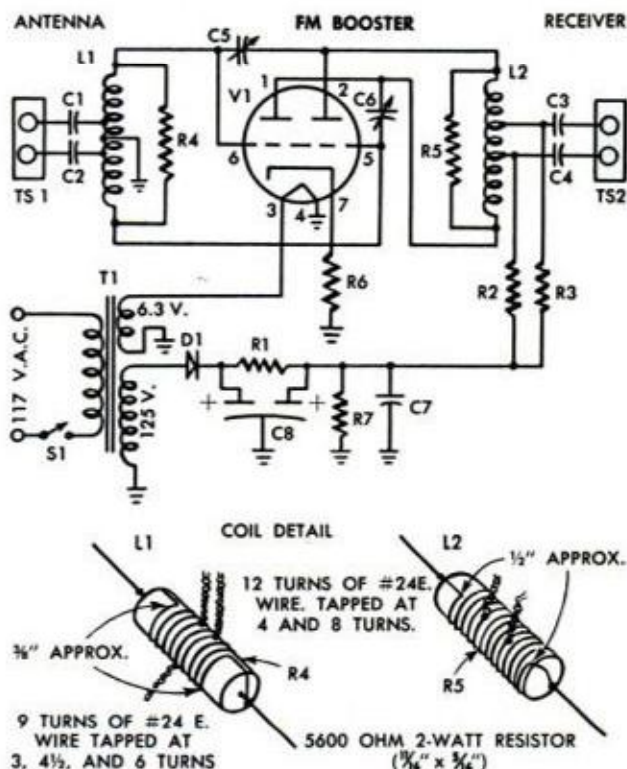 ANTENNA
FM BOOSTER
RECEIVER
C5
L1
L2
V1
1
2
C6
C1
R4
R5
C3
6
5
C2
C4
TS 1
TS2
3
4
7
T1
R6
R2
R3
6.3 V.
D1
R1
117 V.A.C.
+
+
125 V.
R7
C7
C8
S1
COIL DETAIL
L1
L2
12 TURNS OF #24E.
WIRE. TAPPED AT
4 AND 8 TURNS.
½" APPROX.
⅜" APPROX.
R4
R5
9 TURNS OF #24 E.
WIRE TAPPED AT
3, 4½, AND 6 TURNS
5600 OHM 2-WATT RESISTOR